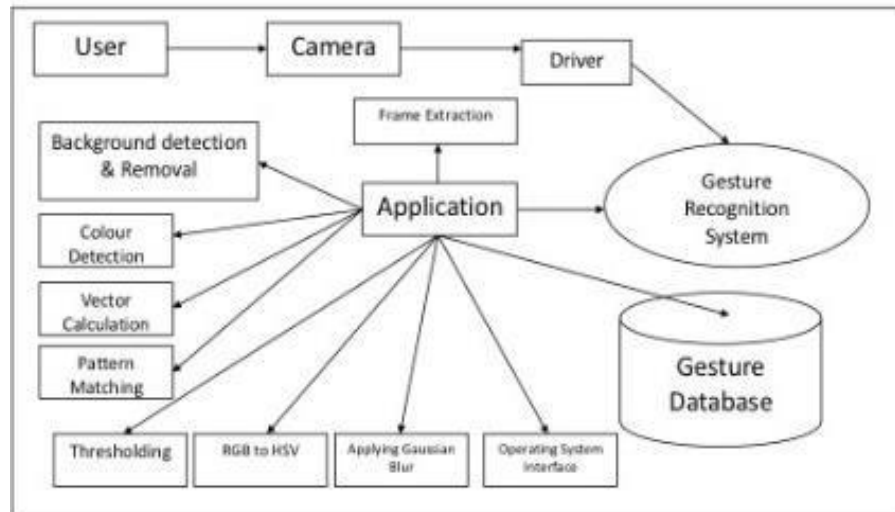 User
Camera
Driver
Frame Extraction
Background detection
& Removal
Application
Gesture
Recognition
System
Colour
Detection
Vector
Calculation
Pattern
Matching
Gesture
Database
Thresholding
RGB to HSV
Applying Gaussian
Blur
Operating System
Interface